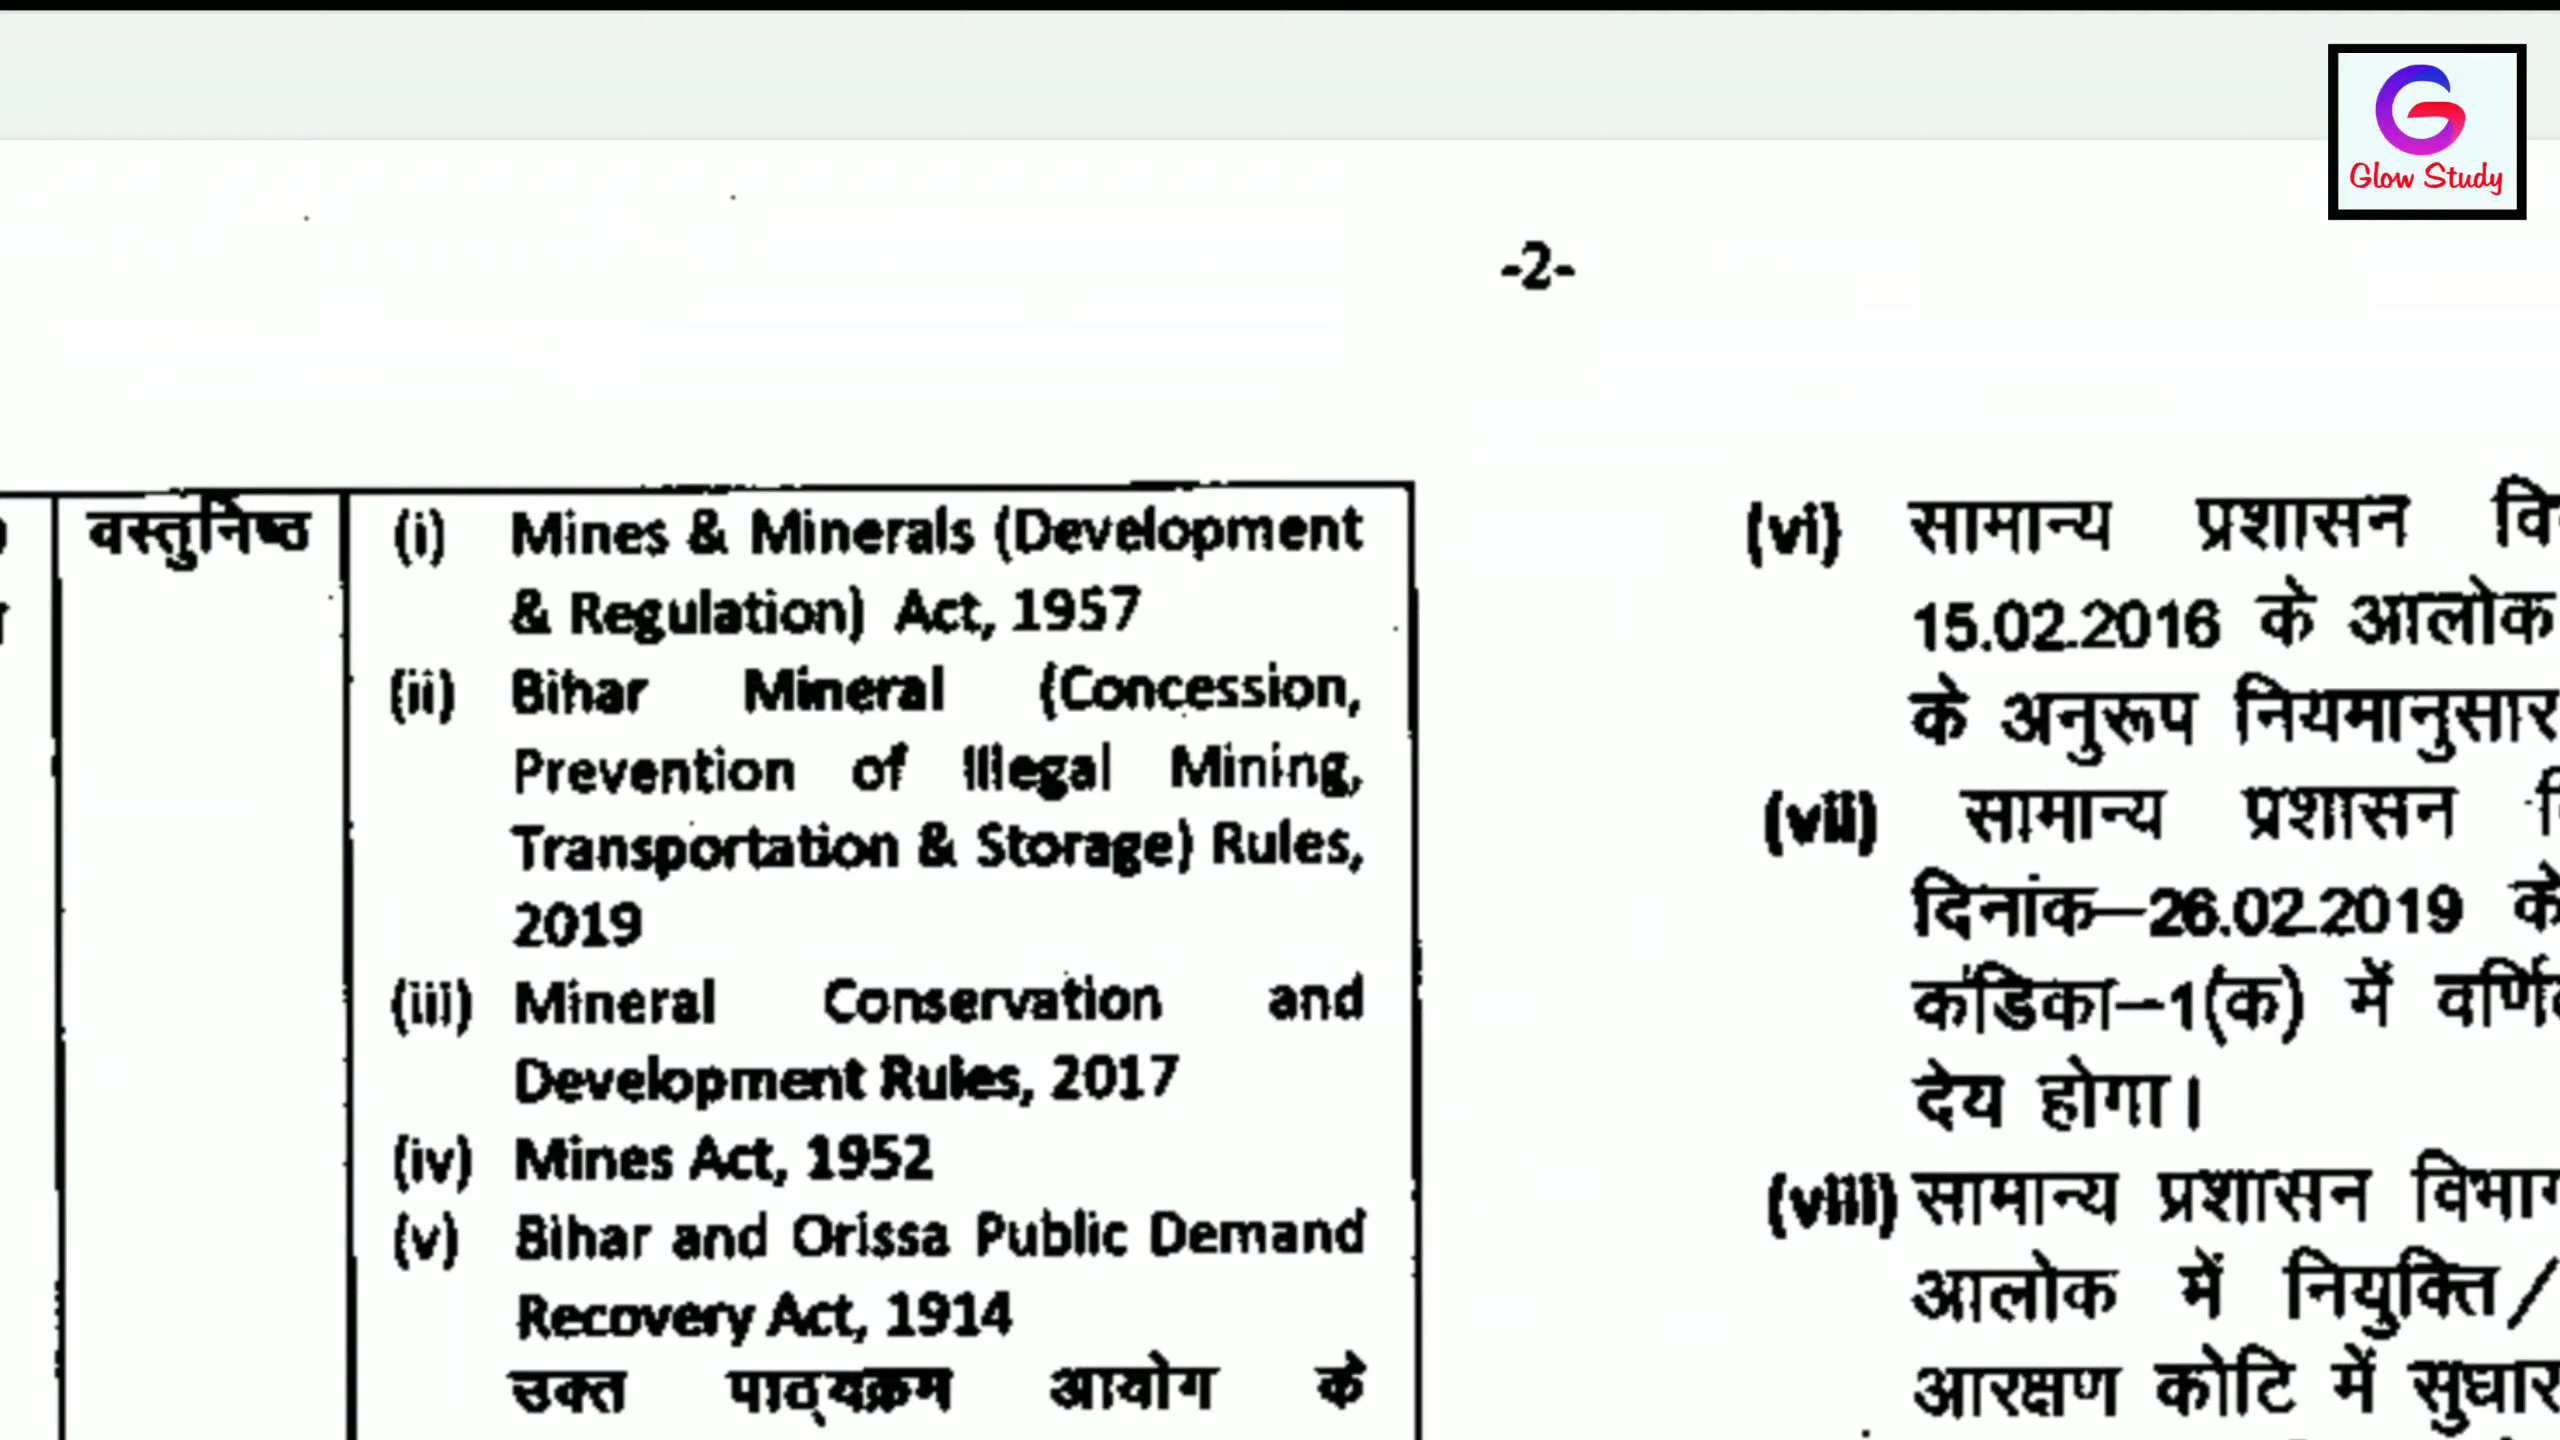 Glow Study
-2-
वस्तुनिष्ठ
(i) Mines & Minerals (Development
& Regulation) Act, 1957
(ii) Bihar Mineral (Concession,
Prevention of Illegal Mining,
Transportation & Storage) Rules,
2019
(iii) Mineral Conservation and
Development Rules, 2017
(iv) Mines Act, 1952
(v) Bihar and Orissa Public Demand
Recovery Act, 1914
उक्त पाठ्यक्रम आयोग के
(vi) सामान्य प्रशासन
15.02.2016 के आलोक
के अनुरूप नियमानुसार
(vii) सामान्य प्रशासन
दिनांक–26.02.2019 के
कंडिका–1(क) में
देय होगा।
(viii) सामान्य प्रशासन
आलोक में नियुक्ति/
आरक्षण कोटि में सुधार